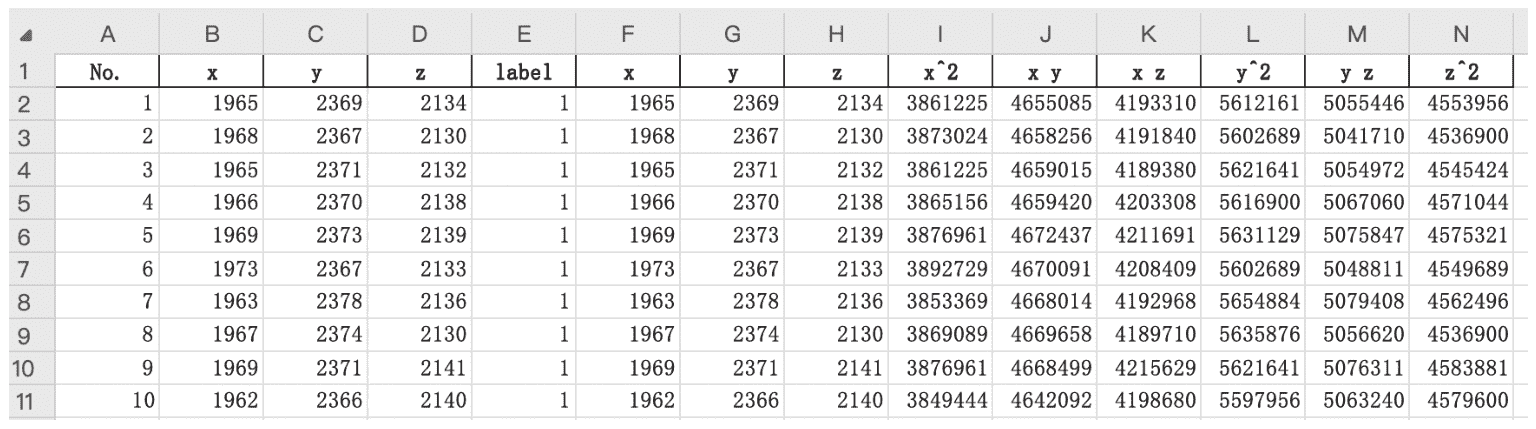 A B C D E F G H I J K L M N
1 No. x y z label x y z x^2 x y x z y^2 y z z^2
2 1 1965 2369 2134 1 1965 2369 2134 3861225 4655085 4193310 5612161 5055446 4553956
3 2 1968 2367 2130 1 1968 2367 2130 3873024 4658256 4191840 5602689 5041710 4536900
4 3 1965 2371 2132 1 1965 2371 2132 3861225 4659015 4189380 5621641 5054972 4545424
5 4 1966 2370 2138 1 1966 2370 2138 3865156 4659420 4203308 5616900 5067060 4571044
6 5 1969 2373 2139 1 1969 2373 2139 3876961 4672437 4211691 5631129 5075847 4575321
7 6 1973 2367 2133 1 1973 2367 2133 3892729 4670091 4208409 5602689 5048811 4549689
8 7 1963 2378 2136 1 1963 2378 2136 3853369 4668014 4192968 5654884 5079408 4562496
9 8 1967 2374 2130 1 1967 2374 2130 3869089 4669658 4189710 5635876 5056620 4536900
10 9 1969 2371 2141 1 1969 2371 2141 3876961 4668499 4215629 5621641 5076311 4583881
11 10 1962 2366 2140 1 1962 2366 2140 3849444 4642092 4198680 5597956 5063240 4579600